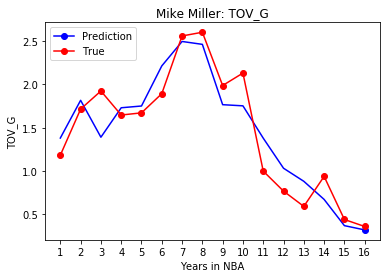 Mike Miller: TOV_G
Prediction
True
2.5
2.0
1.5
1.0
0.5
TOV_G
1 2 3 4 5 6 7 8 9 10 11 12 13 14 15 16
Years in NBA